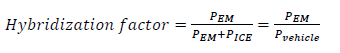 Hybridization factor = P_EM / (P_EM + P_ICE) = P_EM / P_vehicle